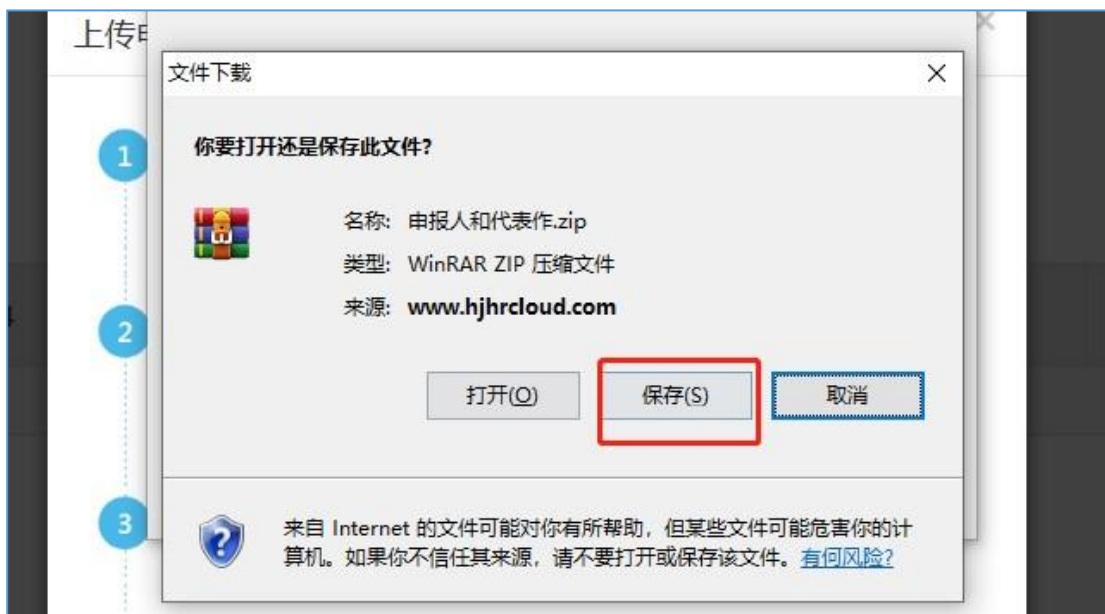 上传
文件下载
你要打开还是保存此文件?
1
名称: 申报人和代表作.zip
类型: WinRAR ZIP 压缩文件
来源: www.hjhrcloud.com
2
打开(O)
保存(S)
取消
3
来自 Internet 的文件可能对你有所帮助，但某些文件可能危害你的计
算机。如果你不信任其来源，请不要打开或保存该文件。有何风险?